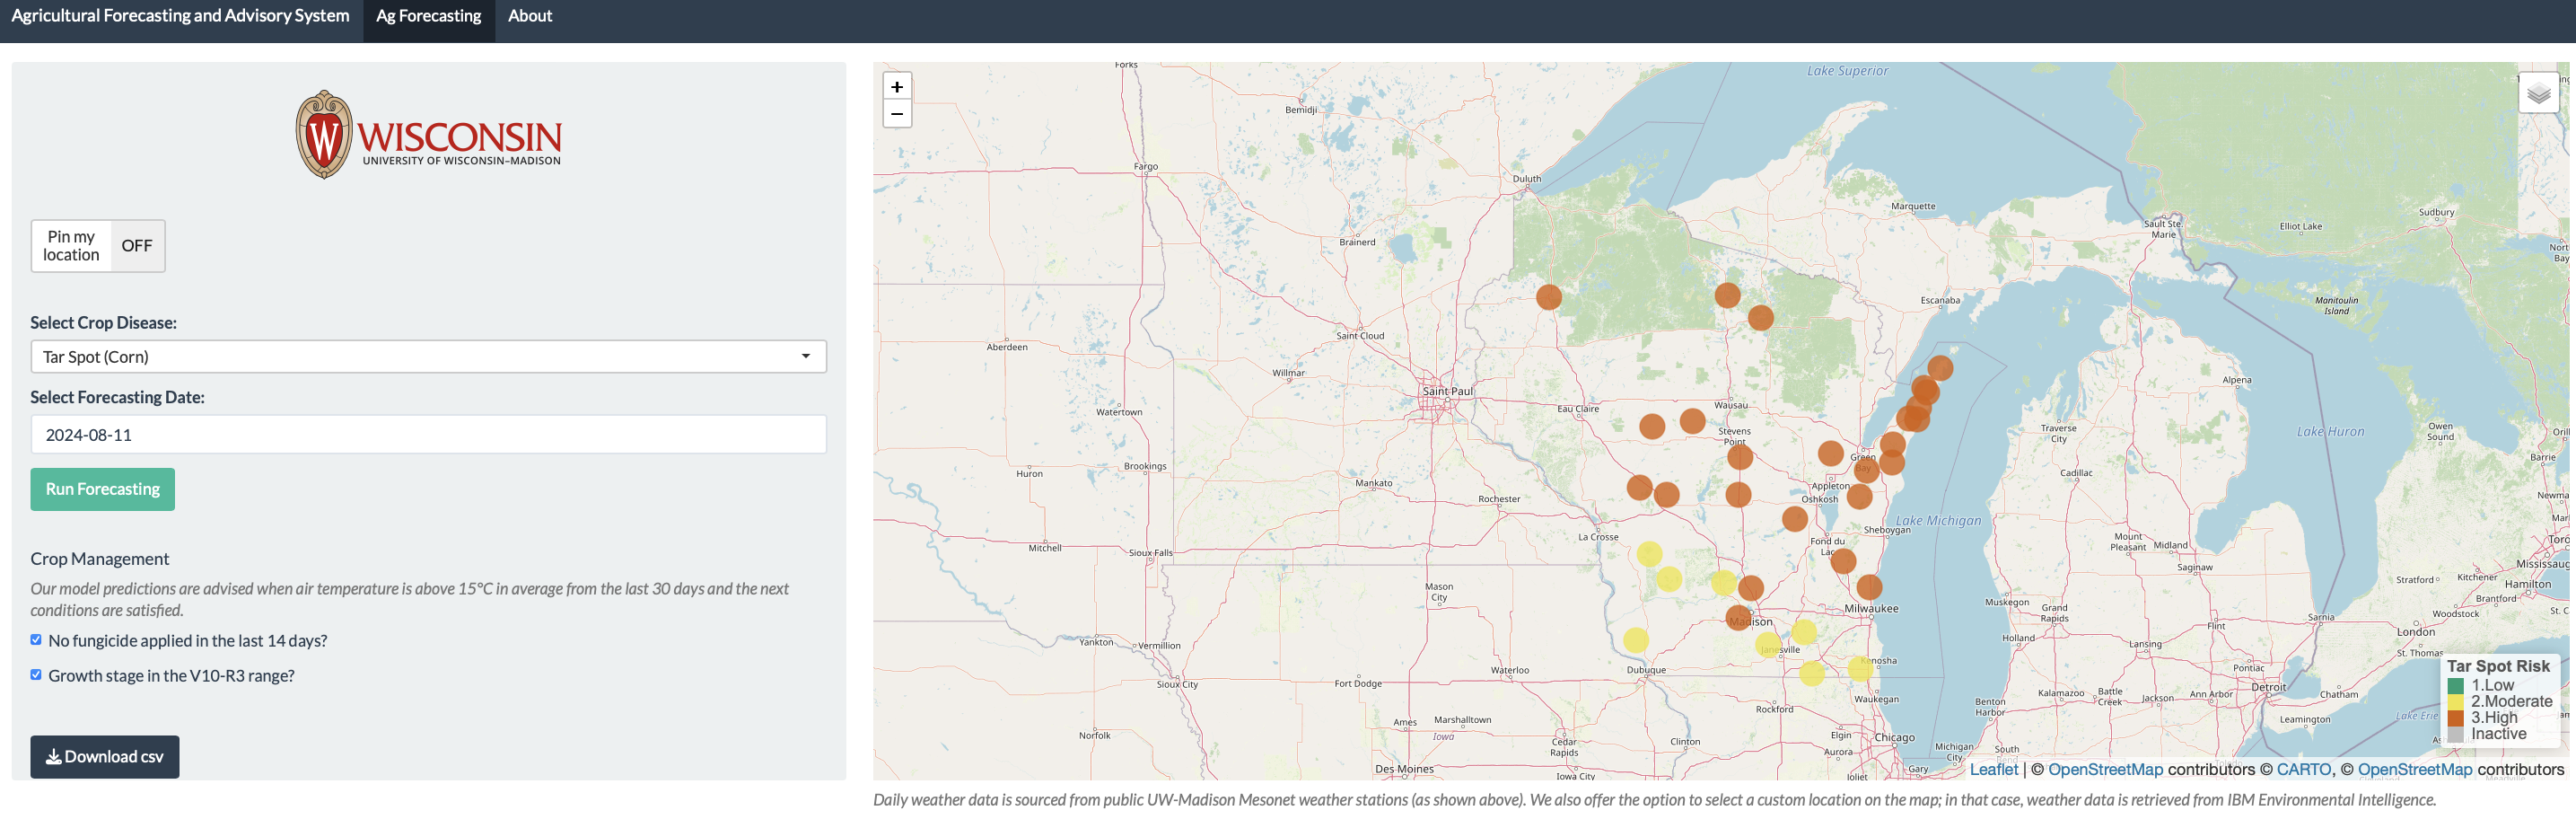 Agricultural Forecasting and Advisory System
Ag Forecasting
About
W
WISCONSIN
UNIVERSITY OF WISCONSIN–MADISON
Pin my
location
OFF
Select Crop Disease:
Tar Spot (Corn)
Select Forecasting Date:
2024-08-11
Run Forecasting
Crop Management
Our model predictions are advised when air temperature is above 15°C in average from the last 30 days and the next
conditions are satisfied.
No fungicide applied in the last 14 days?
Growth stage in the V10-R3 range?
Download csv
+
−
Forks
Lake Superior
Bemidji
Fargo
Duluth
Marquette
Sault Ste.
Marie
Sudbury
Elliot Lake
Brainerd
North
Bay
Escanaba
Manitoulin
Island
Saint Cloud
Aberdeen
Willmar
Saint Paul
Alpena
Watertown
Eau Claire
Wausau
Traverse
City
Lake Huron
Owen
Sound
Stevens
Point
Green
Bay
Barrie
Huron
Brookings
Mankato
Rochester
Appleton
Oshkosh
Cadillac
Lake Michigan
Sheboygan
La Crosse
Fond du
Lac
Mount
Pleasant
Midland
Mitchell
Sioux Falls
Saginaw
Mississauga
Stratford
Kitchener
Hamilton
Mason
City
Milwaukee
Muskegon
Grand
Rapids
Brantford
Woodstock
St. C
Madison
Flint
Sarnia
London
Yankton
Vermillion
Holland
Lansing
Janesville
Kenosha
St. Thomas
Dubuque
Waterloo
Pontiac
Sioux City
Fort Dodge
Waukegan
Kalamazoo
Battle
Creek
Jackson
Ann Arbor
Detroit
Chatham
Benton
Harbor
Rockford
Leamington
Lake Erie
Norfolk
Ames
Marshalltown
Iowa
Cedar
Rapids
Clinton
Elgin
Aurora
Chicago
Michigan
City
South
Bend
Des Moines
Iowa City
Joliet
Gary
Tar Spot Risk
1.Low
2.Moderate
3.High
Inactive
Leaflet | © OpenStreetMap contributors © CARTO, © OpenStreetMap contributors
Daily weather data is sourced from public UW-Madison Mesonet weather stations (as shown above). We also offer the option to select a custom location on the map; in that case, weather data is retrieved from IBM Environmental Intelligence.